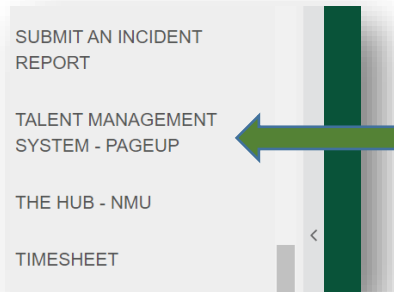 SUBMIT AN INCIDENT
REPORT
TALENT MANAGEMENT
SYSTEM - PAGEUP
THE HUB - NMU
TIMESHEET